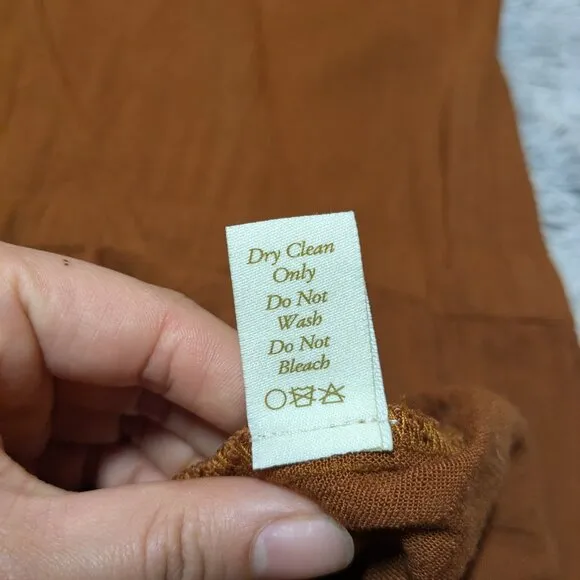 Dry Clean
Only
Do Not
Wash
Do Not
Bleach